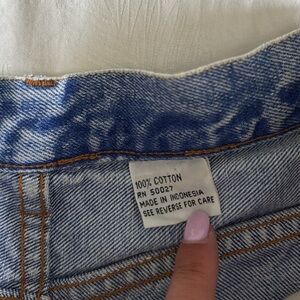 100% COTTON
RN 50027
MADE IN INDONESIA
SEE REVERSE FOR CARE